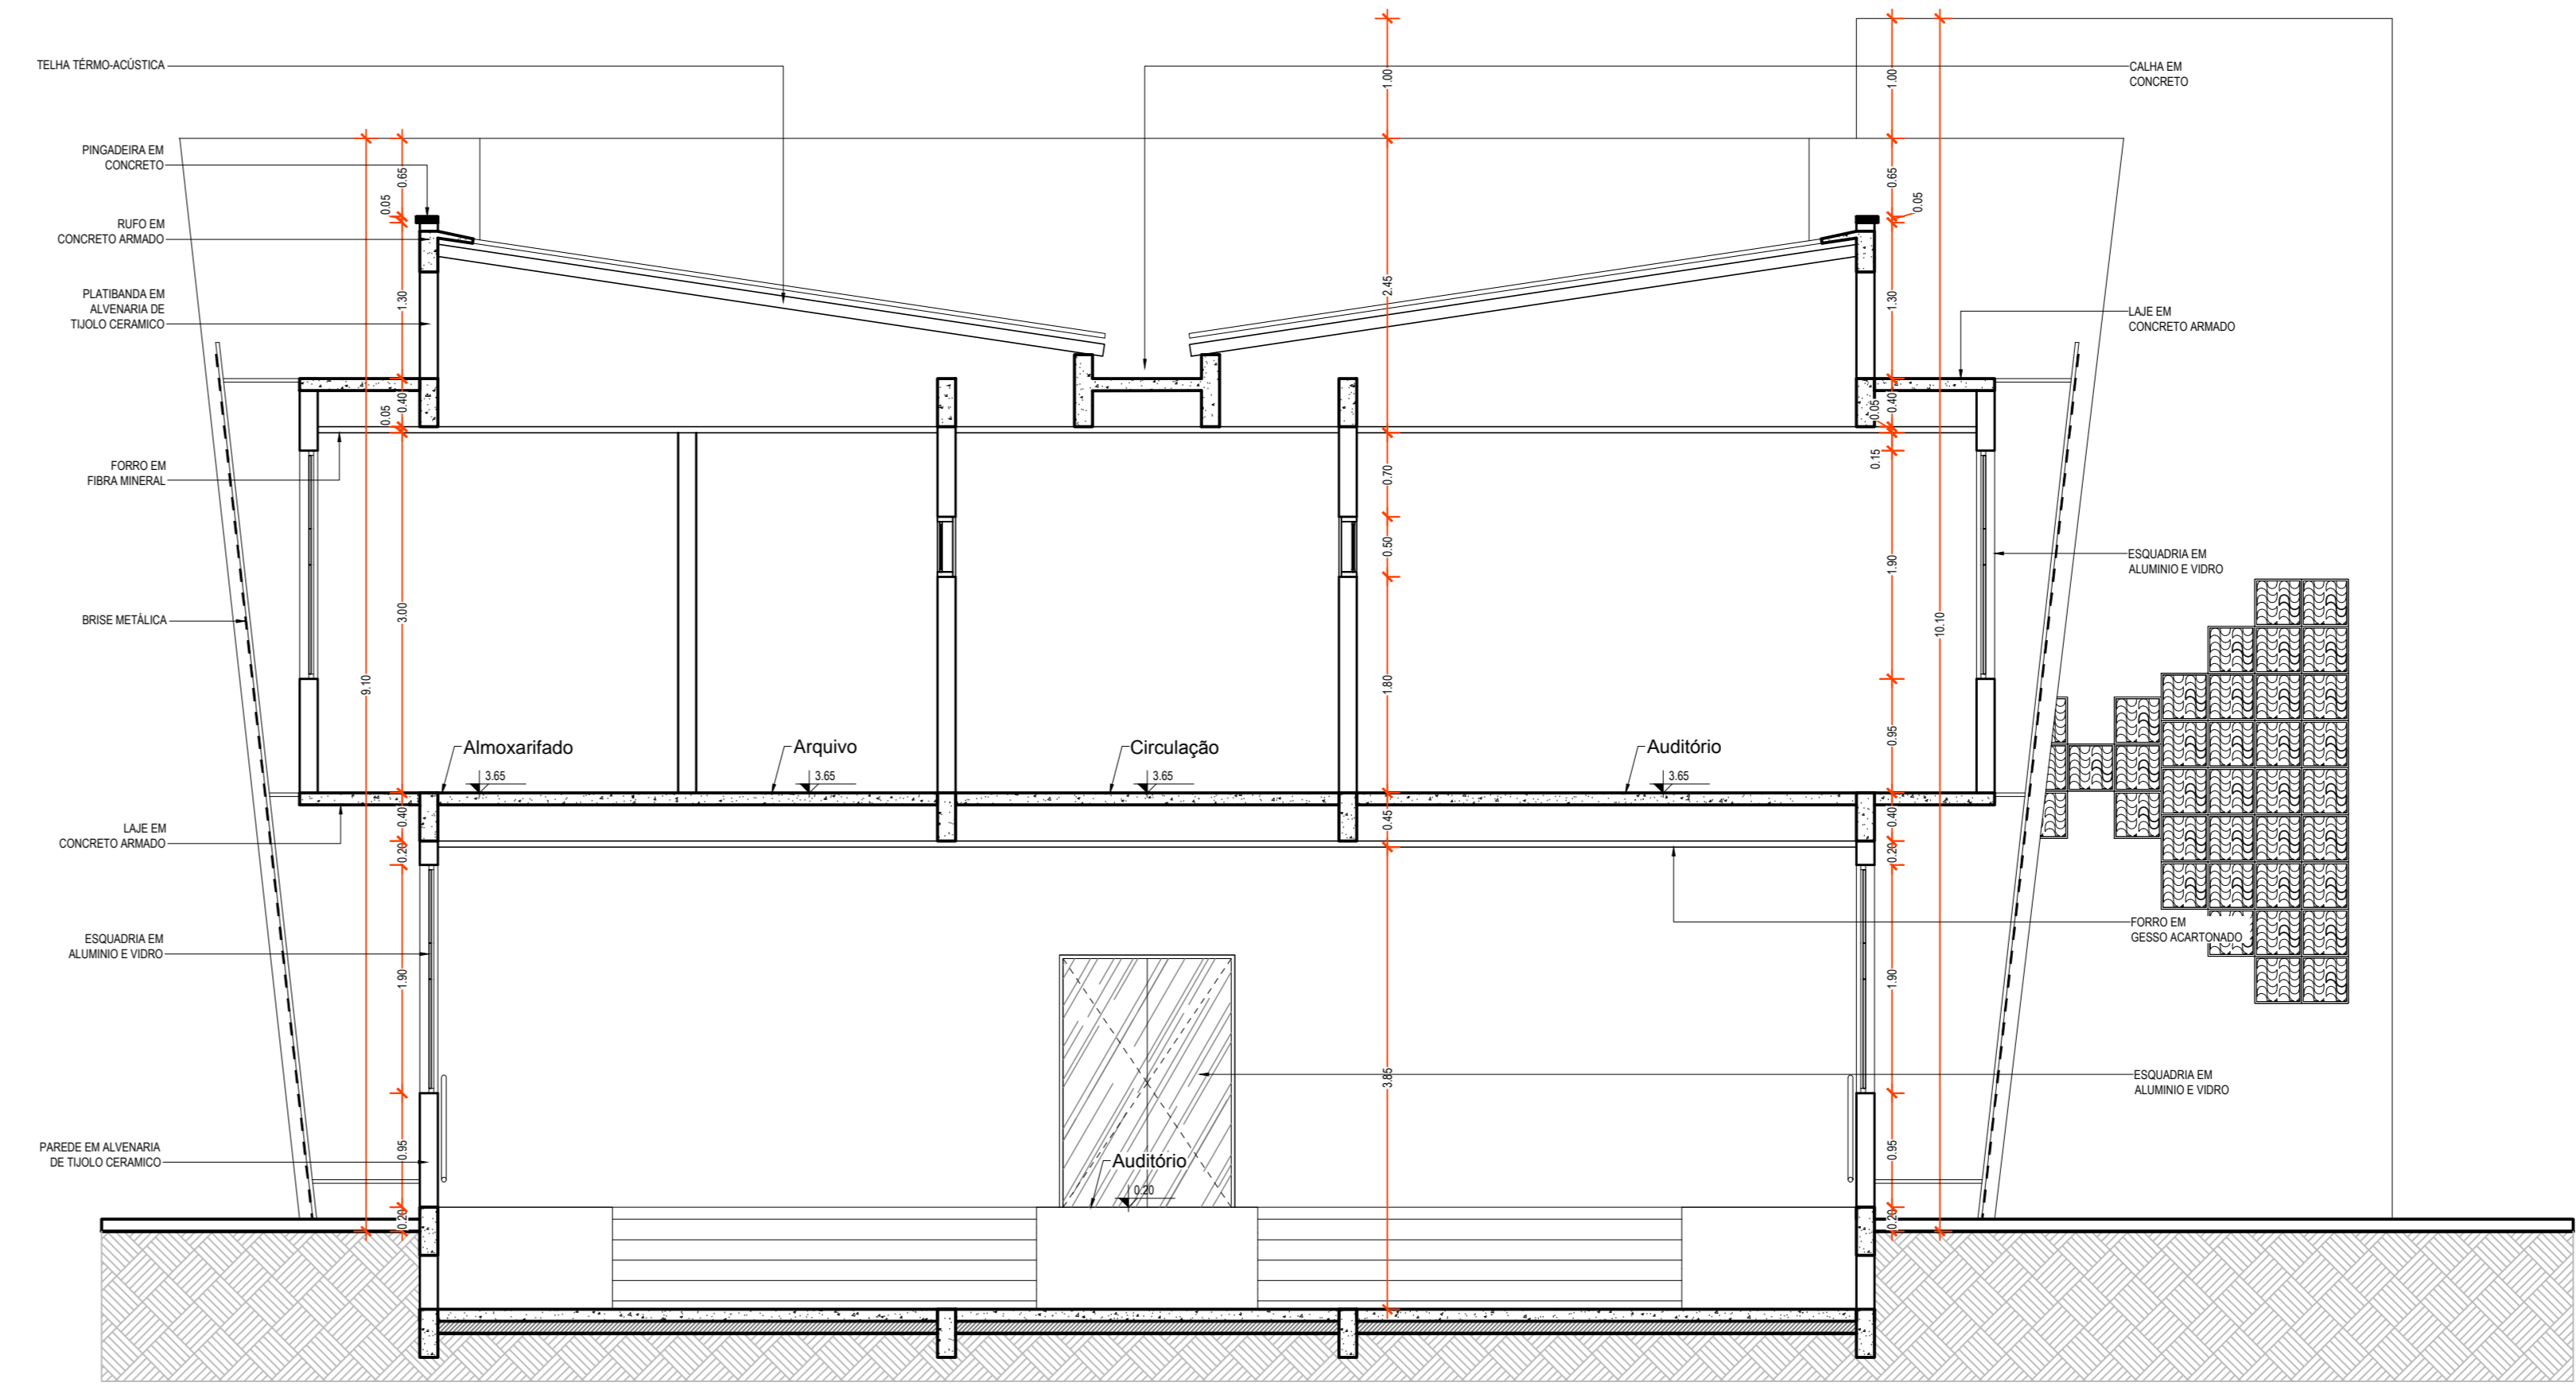 TELHA TÉRMO-ACÚSTICA
PINGADEIRA EM
CONCRETO
RUFO EM
CONCRETO ARMADO
PLATIBANDA EM
ALVENARIA DE
TIJOLO CERAMICO
FORRO EM
FIBRA MINERAL
BRISE METÁLICA
LAJE EM
CONCRETO ARMADO
ESQUADRIA EM
ALUMINIO E VIDRO
PAREDE EM ALVENARIA
DE TIJOLO CERAMICO
9.10
0.65
0.05
1.30
0.40
0.05
3.00
0.40
0.20
1.90
0.95
0.20
Almoxarifado
3.65
Arquivo
3.65
Circulação
3.65
Auditório
3.65
Auditório
0.20
1.00
2.45
0.70
0.50
1.80
0.45
3.85
1.00
0.65
0.05
1.30
0.40
0.05
0.15
1.90
0.95
0.40
0.20
1.90
0.95
0.20
10.10
CALHA EM
CONCRETO
LAJE EM
CONCRETO ARMADO
ESQUADRIA EM
ALUMINIO E VIDRO
FORRO EM
GESSO ACARTONADO
ESQUADRIA EM
ALUMINIO E VIDRO